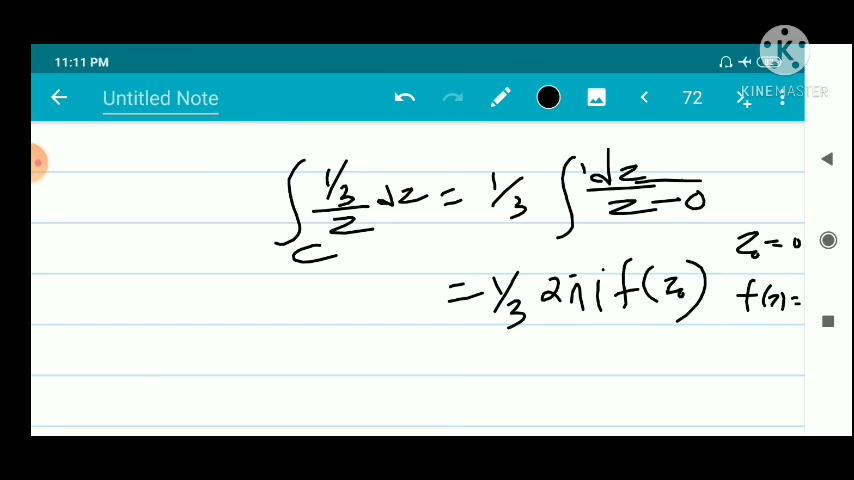 11:11 PM
KINEMASTER
Untitled Note
72
∫_C (1/3)/z dz = 1/3 ∫ 1 dz/(z-0)
z₀ = 0
= 1/3 2πi f(z₀)
f(z) =